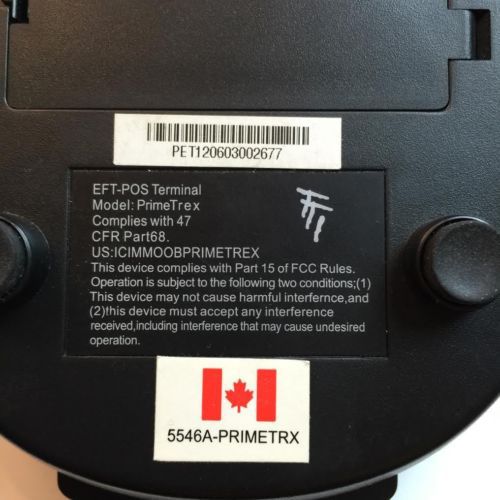 PET120603002677
EFT-POS Terminal
Model: PrimeTrex
Complies with 47
CFR Part68.
US:ICIMMOOBPRIMETREX
This device complies with Part 15 of FCC Rules.
Operation is subject to the following two conditions;(1)
This device may not cause harmful interfernce,and
(2)this device must accept any interference
received,including interference that may cause undesired
operation.
5546A-PRIMETRX